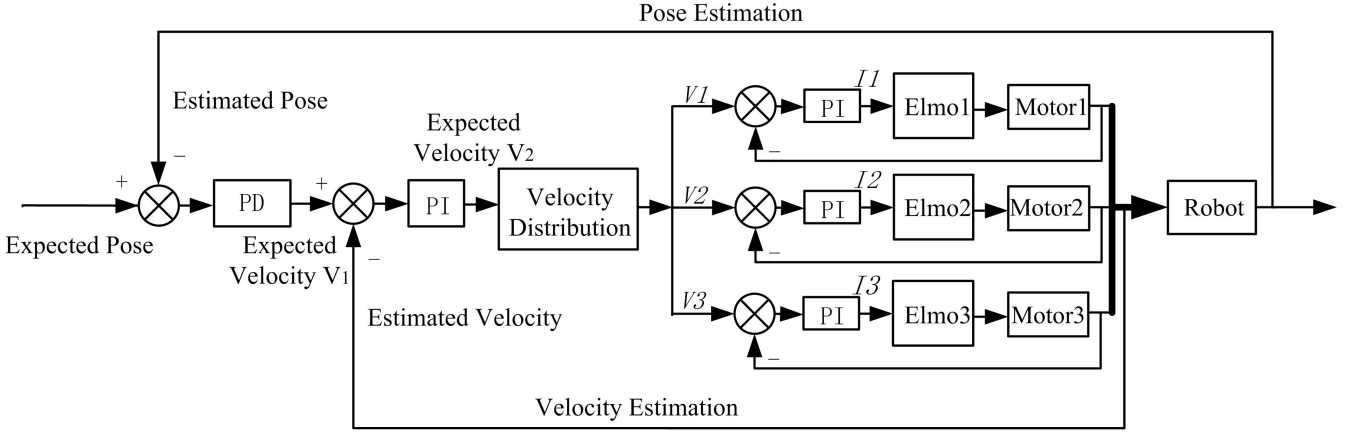 Pose Estimation
Estimated Pose
−
+
Expected Pose
PD
Expected
Velocity V1
+
−
Estimated Velocity
PI
Expected
Velocity V2
Velocity
Distribution
V1
−
PI
I1
Elmo1
Motor1
V2
−
PI
I2
Elmo2
Motor2
V3
−
PI
I3
Elmo3
Motor3
Robot
Velocity Estimation